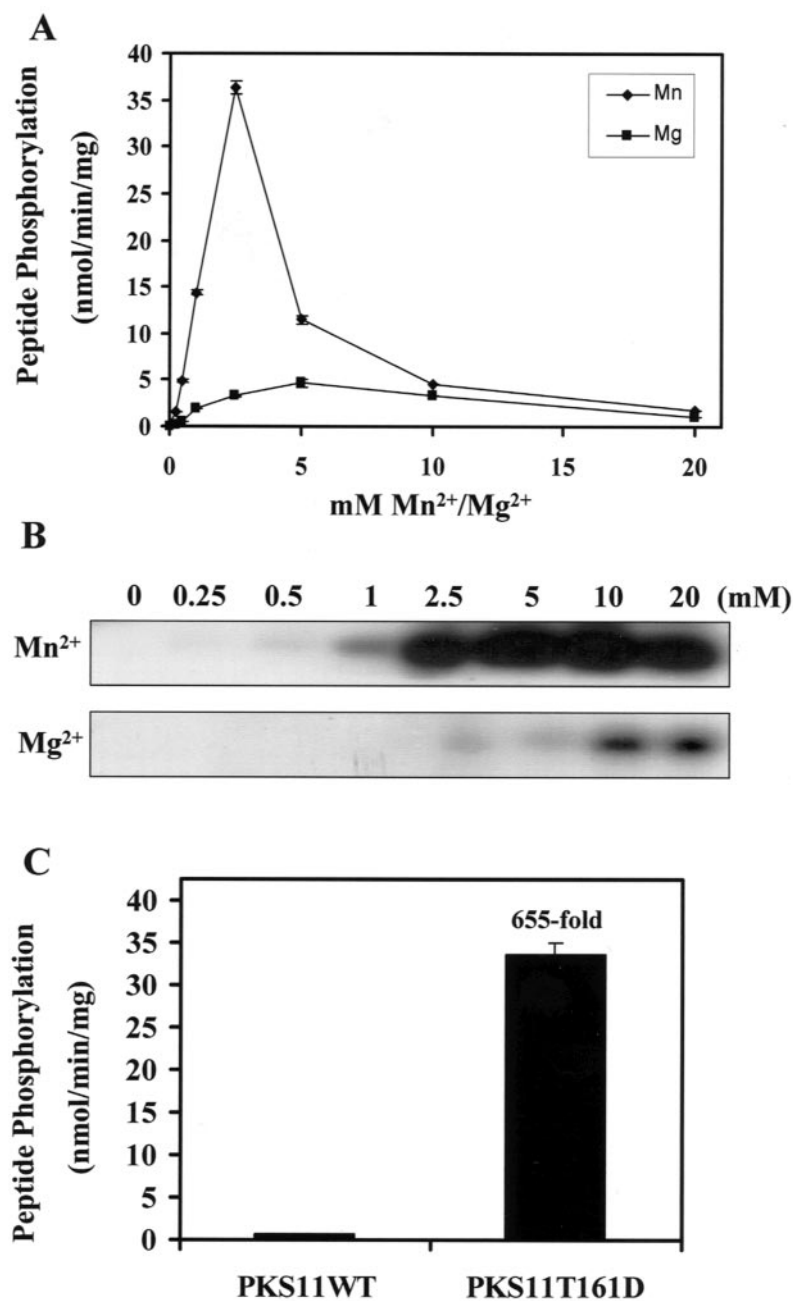 A
Peptide Phosphorylation
(nmol/min/mg)
40
35
30
25
20
15
10
5
0
Mn
Mg
0 5 10 15 20
mM Mn²⁺/Mg²⁺
B
0 0.25 0.5 1 2.5 5 10 20 (mM)
Mn²⁺
Mg²⁺
C
Peptide Phosphorylation
(nmol/min/mg)
40
35
30
25
20
15
10
5
0
655-fold
PKS11WT PKS11T161D